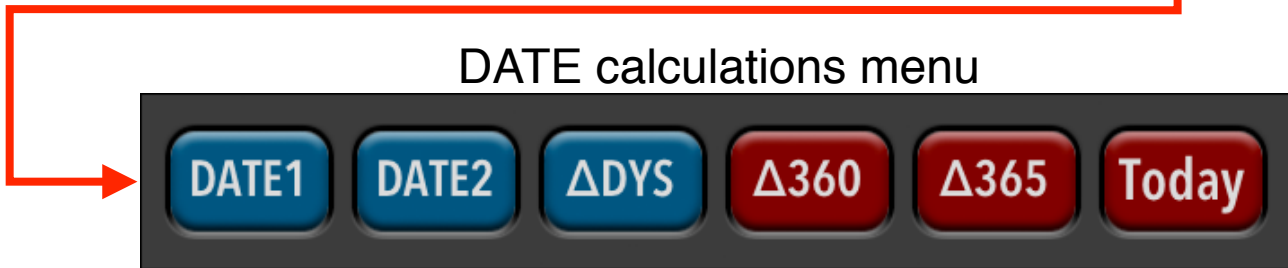 DATE calculations menu
DATE1 DATE2 ΔDYS Δ360 Δ365 Today